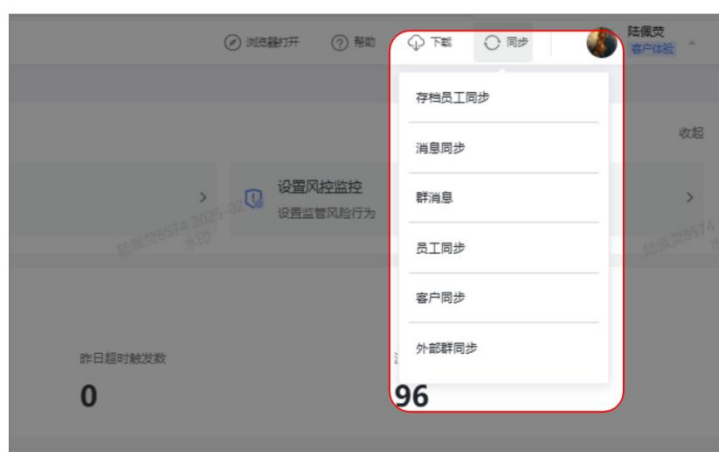 浏览器打开
帮助
下载
同步
陆佩荧
客户体验
存档员工同步
收起
消息同步
设置风控监控
群消息
设置监管风险行为
员工同步
客户同步
外部群同步
昨日超时触发数
0
96